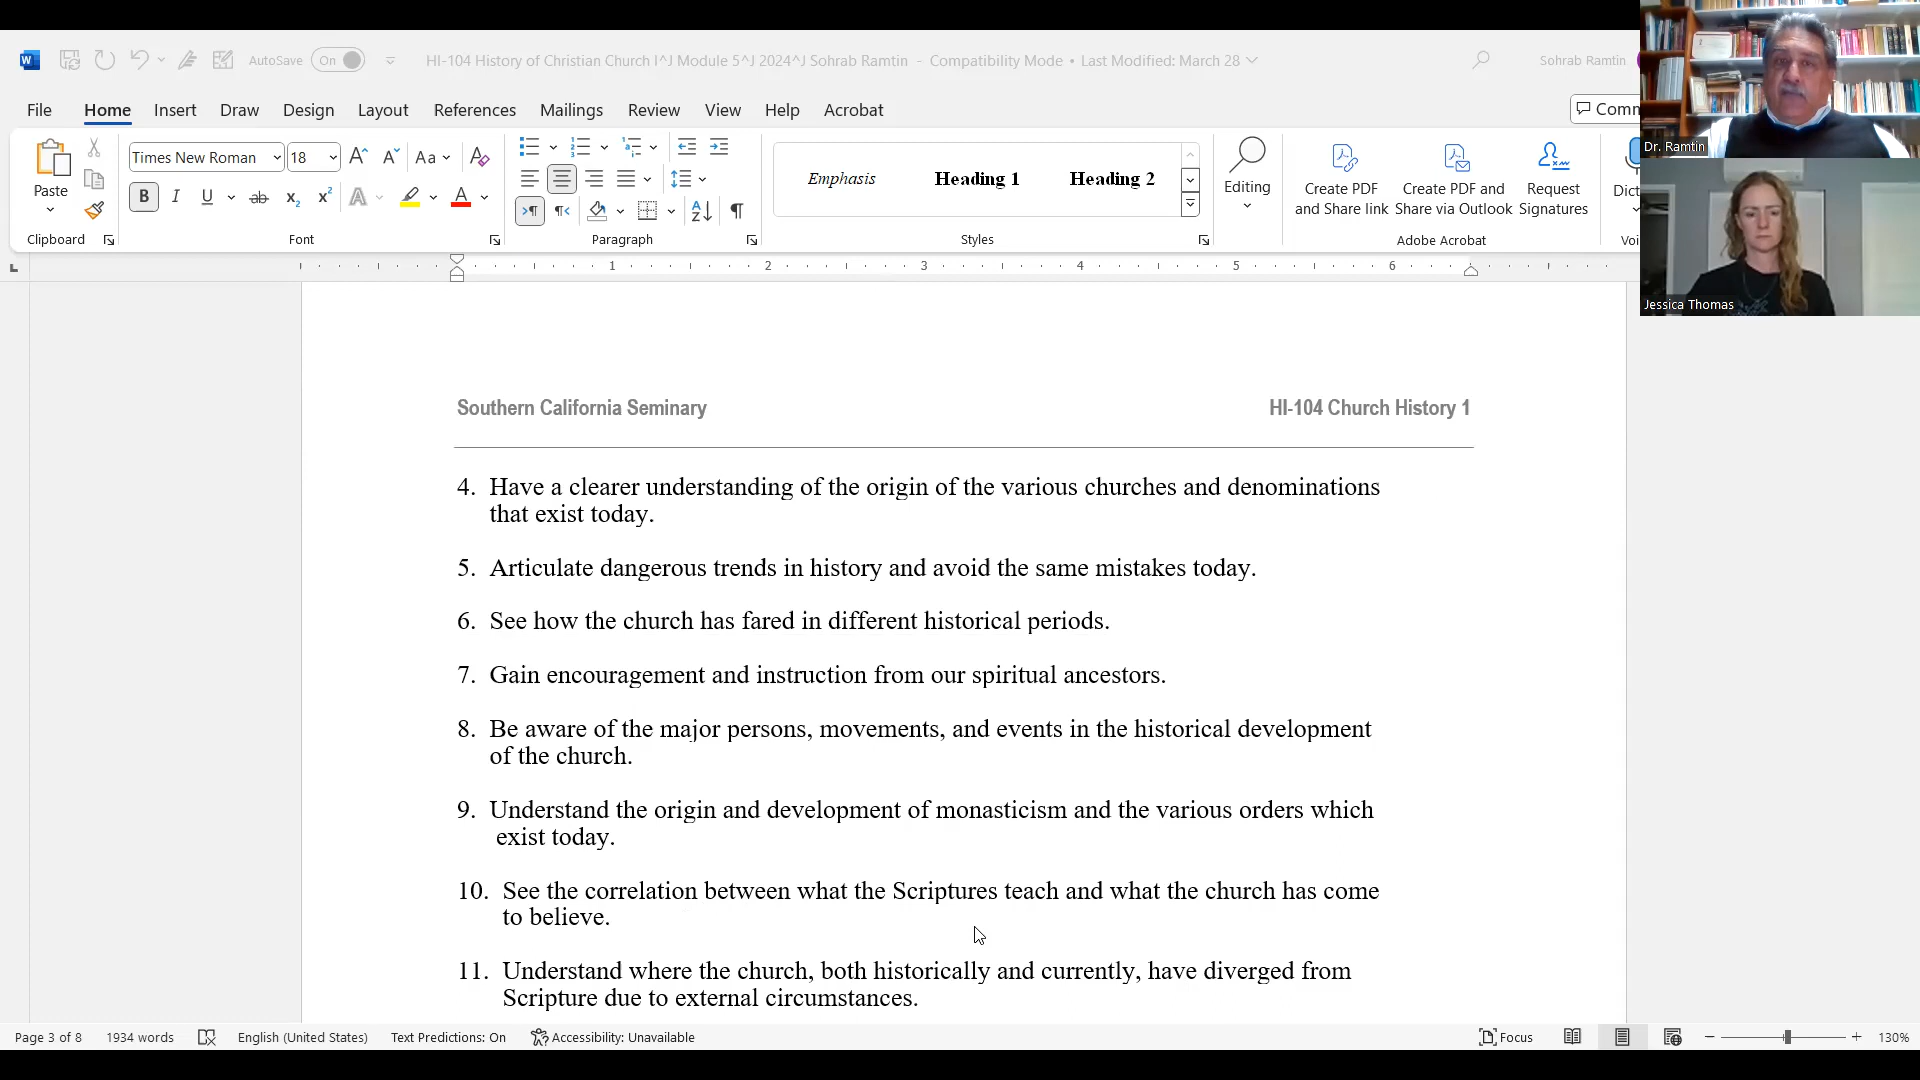 AutoSave On HI-104 History of Christian Church I^J Module 5^J 2024^J Sohrab Ramtin - Compatibility Mode • Last Modified: March 28 Sohrab Ramtin
File Home Insert Draw Design Layout References Mailings Review View Help Acrobat Comm
Paste
Times New Roman 18
Emphasis Heading 1 Heading 2
Editing
Create PDF and Share link
Create PDF and Share via Outlook
Request Signatures
Dict
Clipboard Font Paragraph Styles Adobe Acrobat Voi
Dr. Ramtin
Jessica Thomas
1 2 3 4 5 6
Southern California Seminary HI-104 Church History 1
4. Have a clearer understanding of the origin of the various churches and denominations
that exist today.
5. Articulate dangerous trends in history and avoid the same mistakes today.
6. See how the church has fared in different historical periods.
7. Gain encouragement and instruction from our spiritual ancestors.
8. Be aware of the major persons, movements, and events in the historical development
of the church.
9. Understand the origin and development of monasticism and the various orders which
exist today.
10. See the correlation between what the Scriptures teach and what the church has come
to believe.
11. Understand where the church, both historically and currently, have diverged from
Scripture due to external circumstances.
Page 3 of 8 1934 words English (United States) Text Predictions: On Accessibility: Unavailable Focus 130%